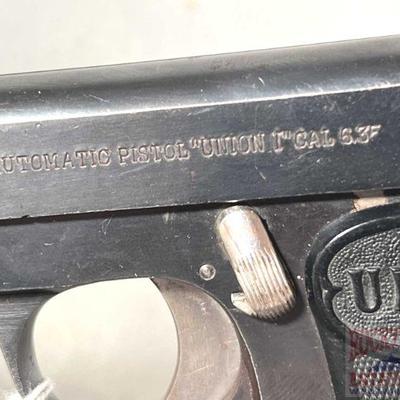 AUTOMATIC PISTOL "UNION I" CAL 6.35
U